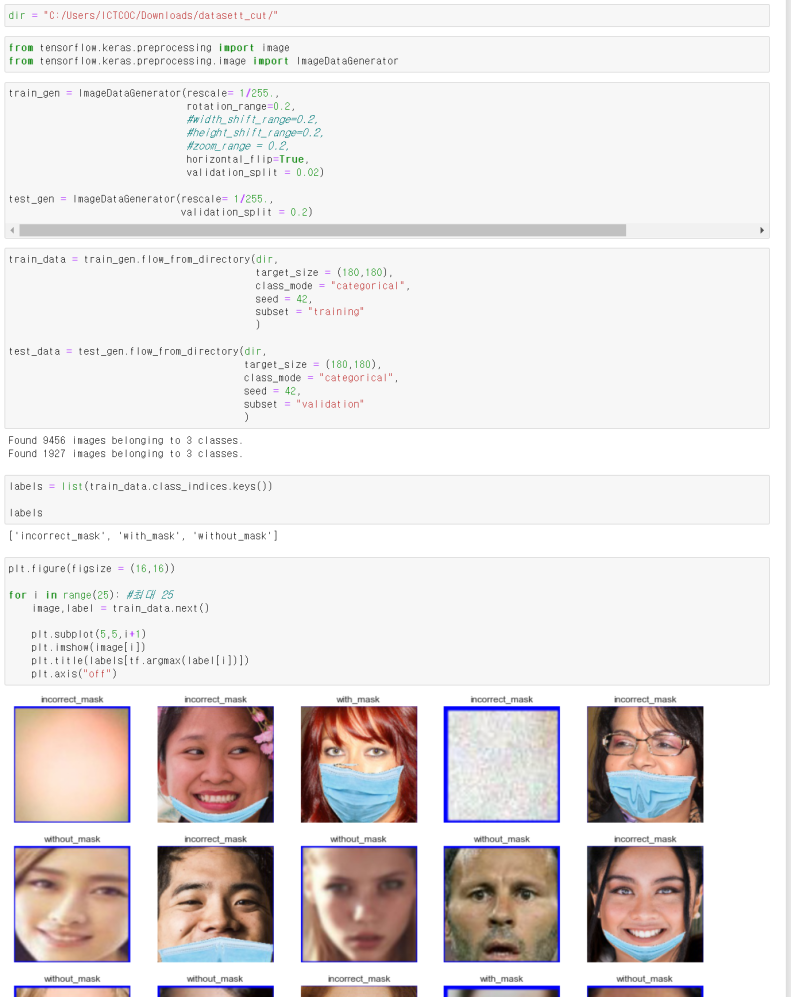 dir = "C:/Users/ICTCOC/Downloads/datasett_cut/"
from tensorflow.keras.preprocessing import image
from tensorflow.keras.preprocessing.image import ImageDataGenerator
train_gen = ImageDataGenerator(rescale= 1/255.,
rotation_range=0.2,
#width_shift_range=0.2,
#height_shift_range=0.2,
#zoom_range = 0.2,
horizontal_flip=True,
validation_split = 0.02)
test_gen = ImageDataGenerator(rescale= 1/255.,
validation_split = 0.2)
train_data = train_gen.flow_from_directory(dir,
target_size = (180,180),
class_mode = "categorical",
seed = 42,
subset = "training"
)
test_data = test_gen.flow_from_directory(dir,
target_size = (180,180),
class_mode = "categorical",
seed = 42,
subset = "validation"
)
Found 9456 images belonging to 3 classes.
Found 1927 images belonging to 3 classes.
labels = list(train_data.class_indices.keys())
labels
['incorrect_mask', 'with_mask', 'without_mask']
plt.figure(figsize = (16,16))
for i in range(25): #최대 25
image,label = train_data.next()
plt.subplot(5,5,i+1)
plt.imshow(image[i])
plt.title(labels[tf.argmax(label[i])])
plt.axis("off")
incorrect_mask incorrect_mask with_mask incorrect_mask incorrect_mask
without_mask incorrect_mask without_mask without_mask incorrect_mask
without_mask without_mask incorrect_mask with_mask without_mask